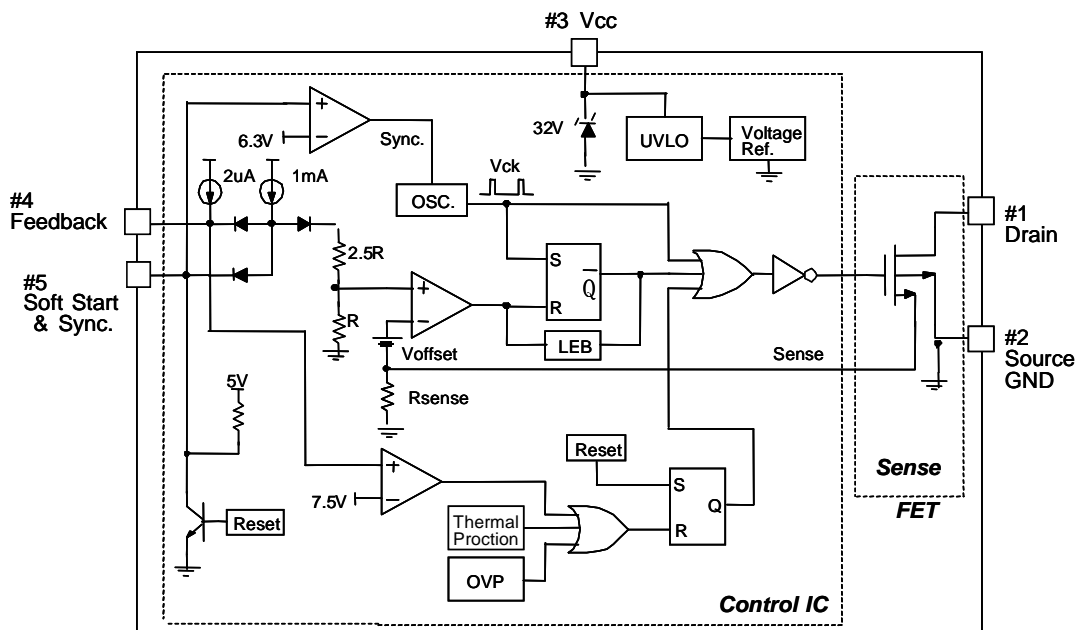 #3 Vcc
32V
UVLO
Voltage
Ref.
6.3V
+
−
Sync.
2uA
1mA
Vck
OSC.
#4
Feedback
#5
Soft Start
& Sync.
#1
Drain
#2
Source
GND
2.5R
R
+
−
S
R
Q
LEB
Voffset
Sense
Rsense
5V
Reset
7.5V
+
−
Reset
S
R
Q
Thermal
Proction
OVP
Sense
FET
Control IC